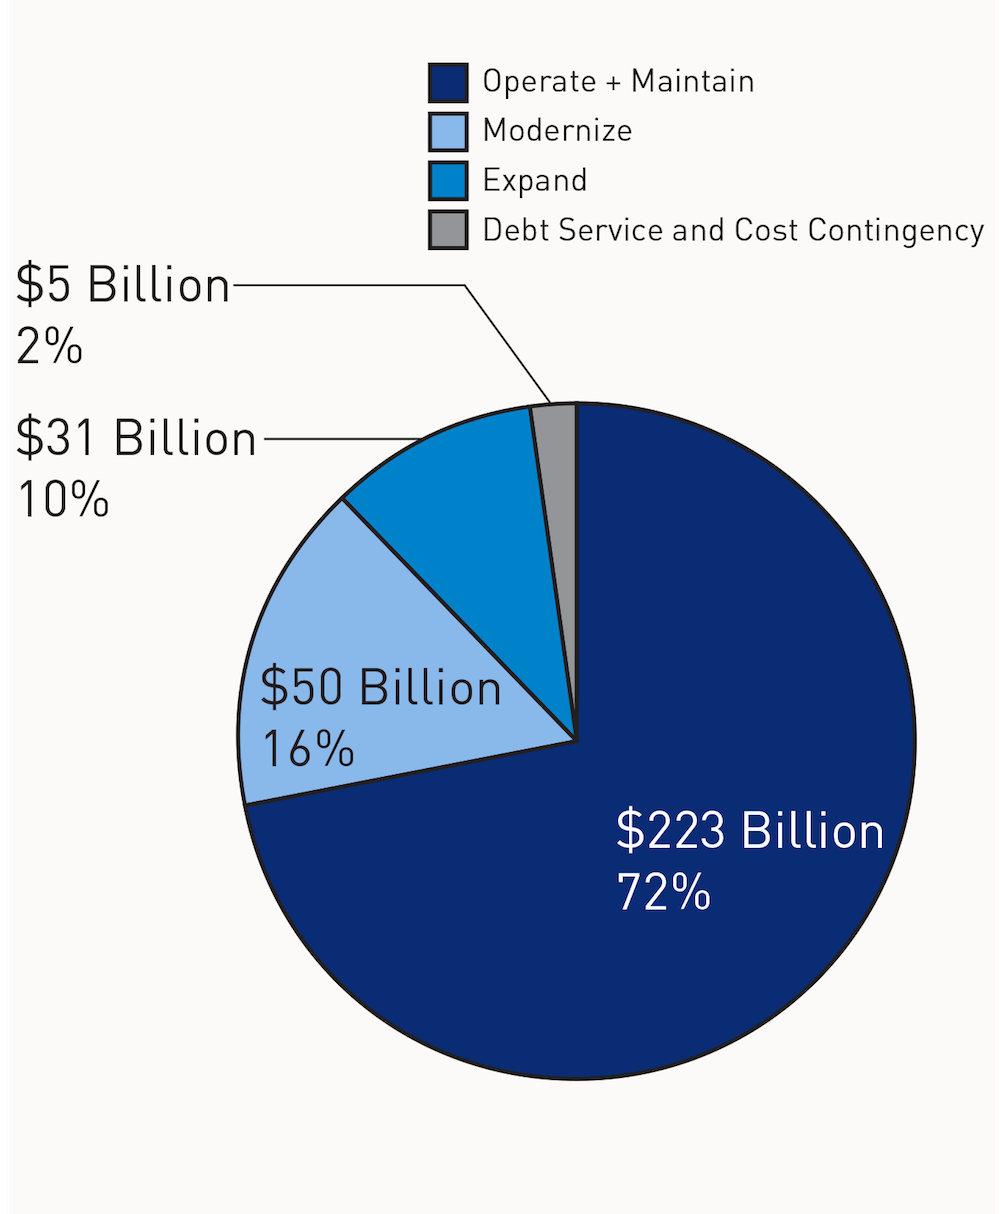 Operate + Maintain
Modernize
Expand
Debt Service and Cost Contingency
$5 Billion
2%
$31 Billion
10%
$50 Billion
16%
$223 Billion
72%